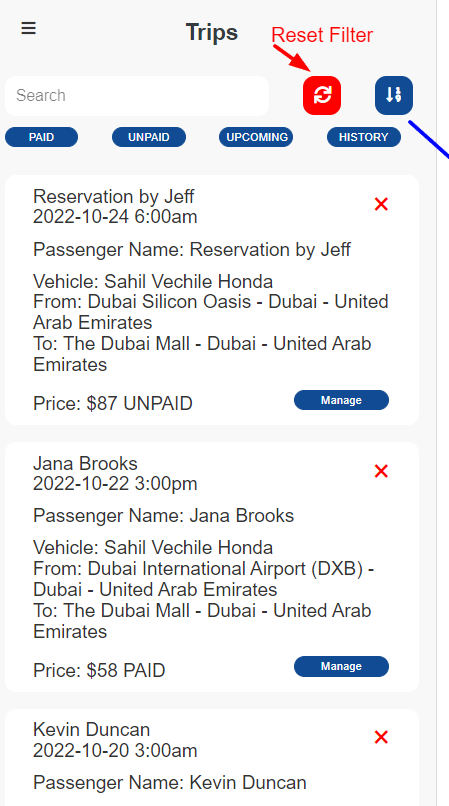 Trips
Reset Filter
Search
PAID
UNPAID
UPCOMING
HISTORY
Reservation by Jeff
2022-10-24 6:00am
Passenger Name: Reservation by Jeff
Vehicle: Sahil Vechile Honda
From: Dubai Silicon Oasis - Dubai - United
Arab Emirates
To: The Dubai Mall - Dubai - United Arab
Emirates
Price: $87 UNPAID
Manage
Jana Brooks
2022-10-22 3:00pm
Passenger Name: Jana Brooks
Vehicle: Sahil Vechile Honda
From: Dubai International Airport (DXB) -
Dubai - United Arab Emirates
To: The Dubai Mall - Dubai - United Arab
Emirates
Price: $58 PAID
Manage
Kevin Duncan
2022-10-20 3:00am
Passenger Name: Kevin Duncan